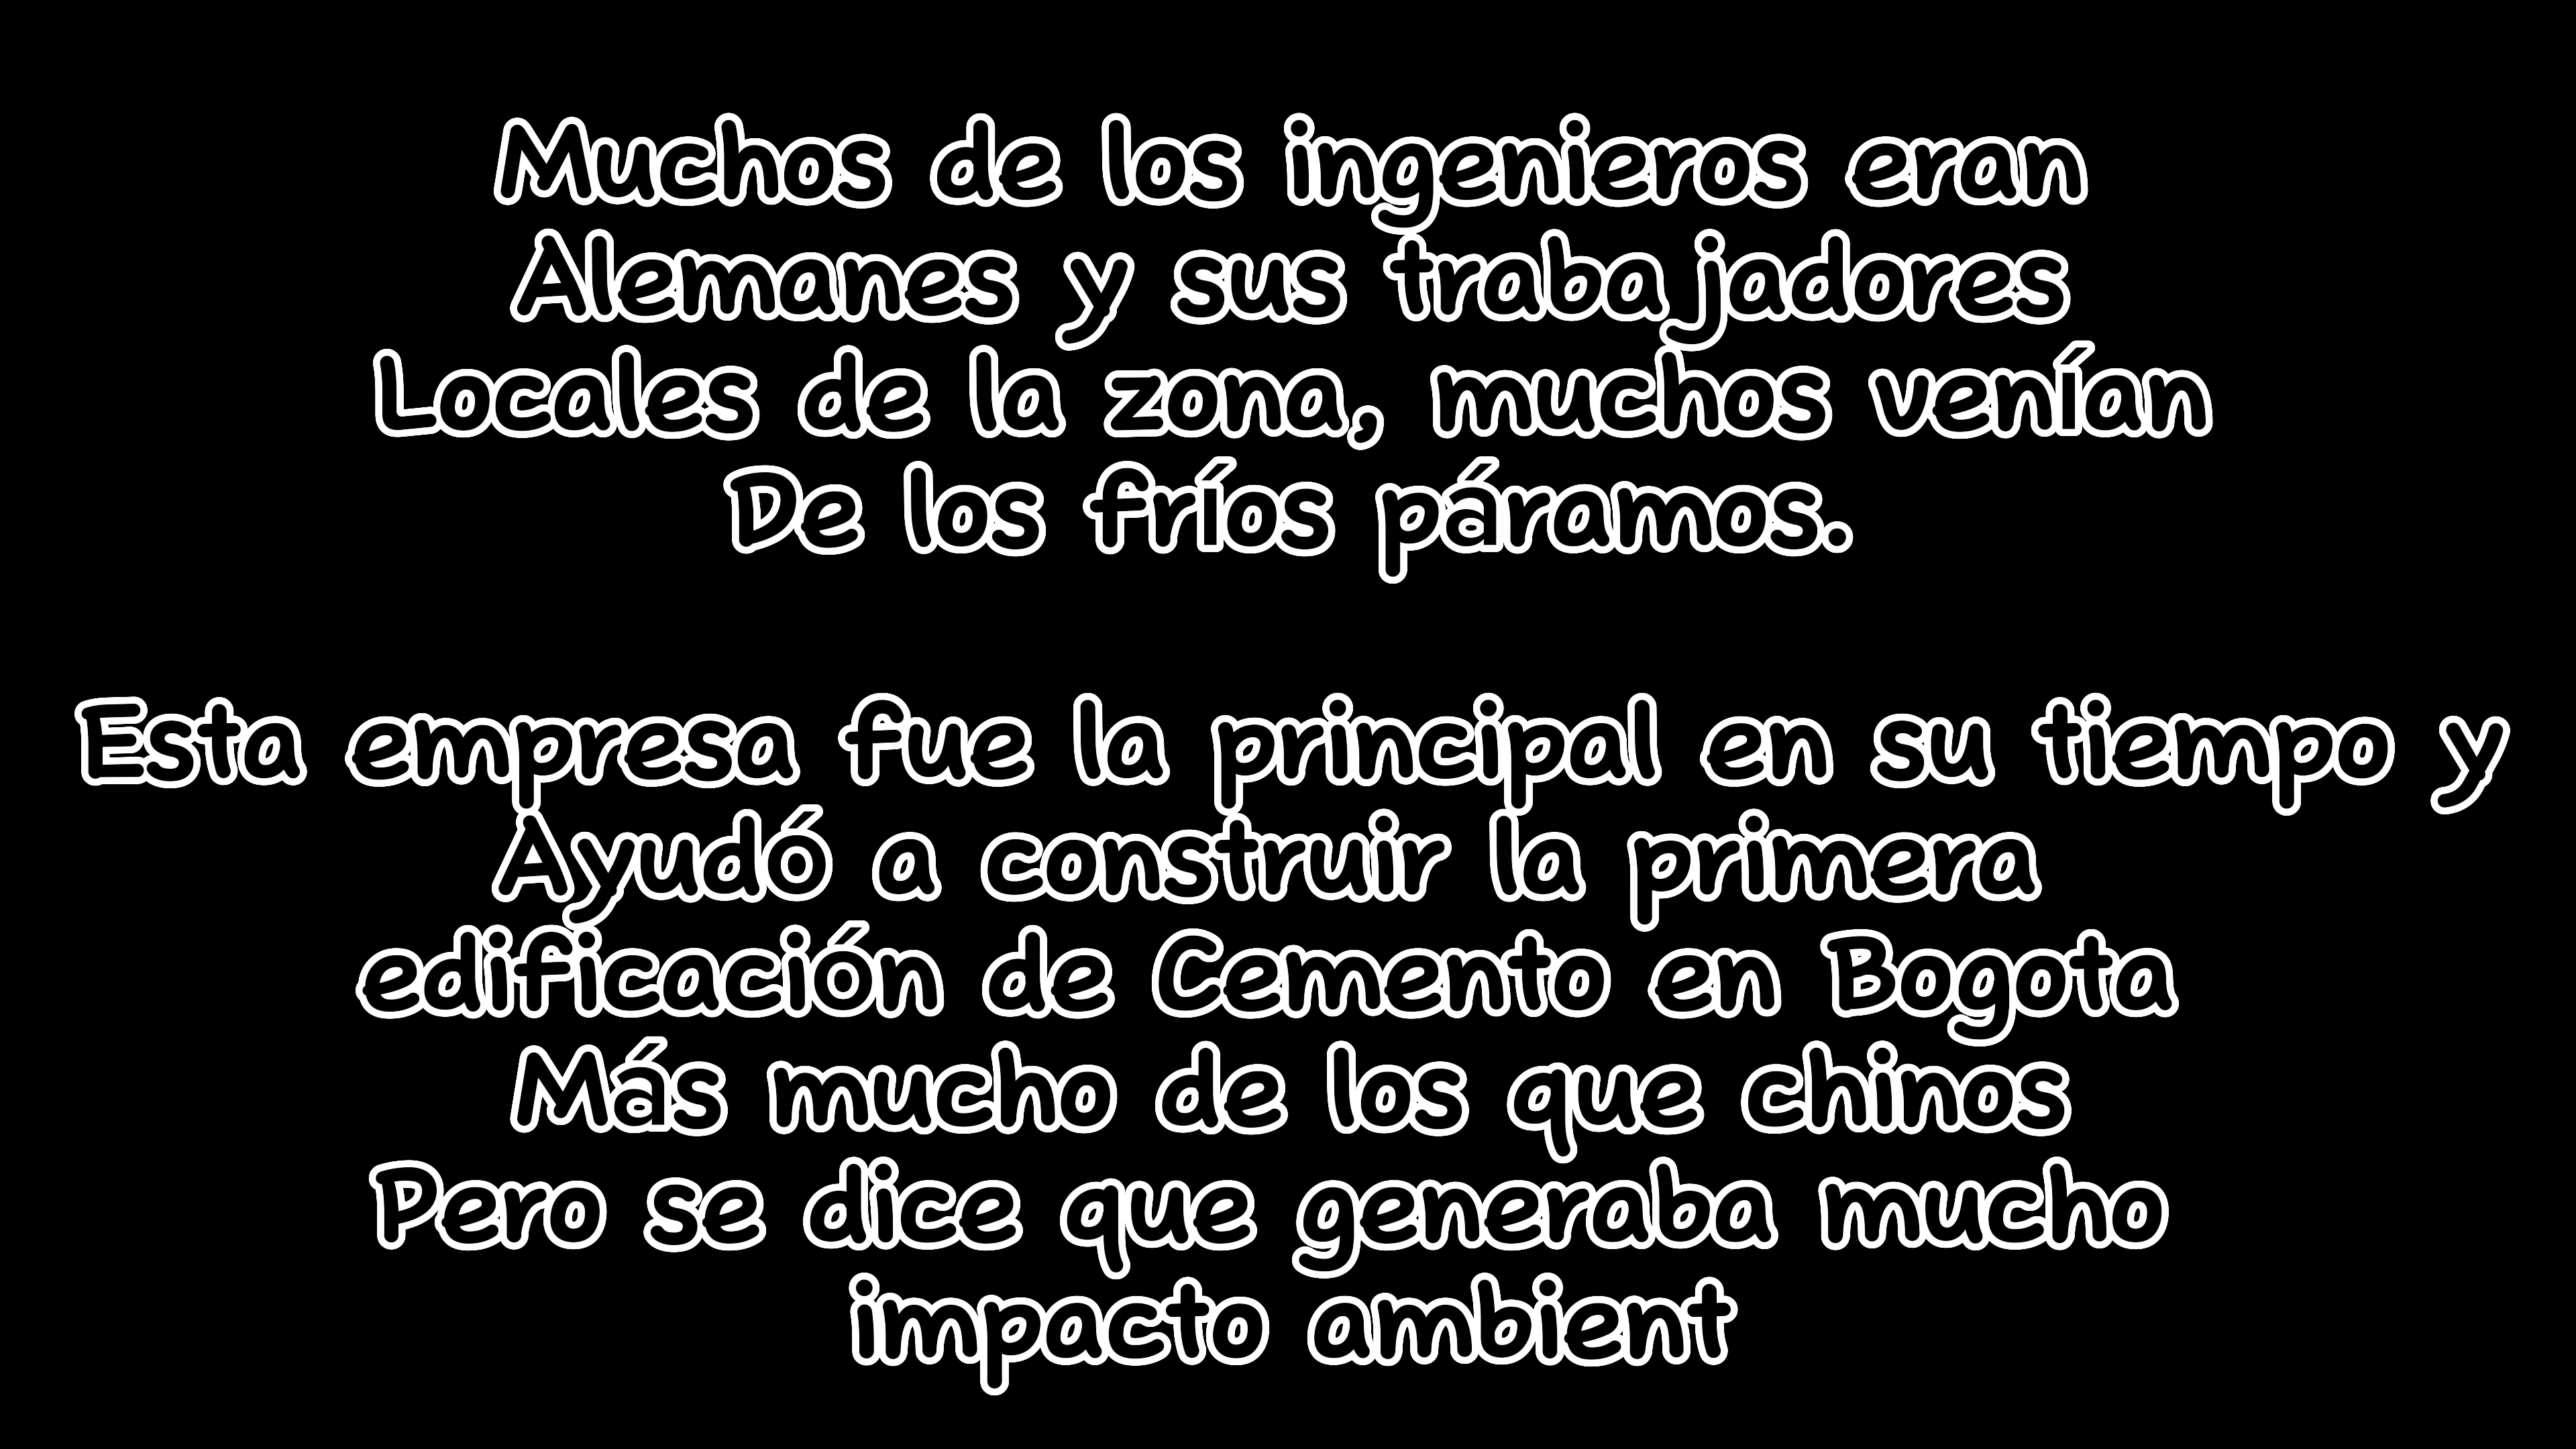 Muchos de los ingenieros eran
Alemanes y sus trabajadores
Locales de la zona, muchos venían
De los fríos páramos.
Esta empresa fue la principal en su tiempo y
Ayudó a construir la primera
edificación de Cemento en Bogota
Más mucho de los que chinos
Pero se dice que generaba mucho
impacto ambient